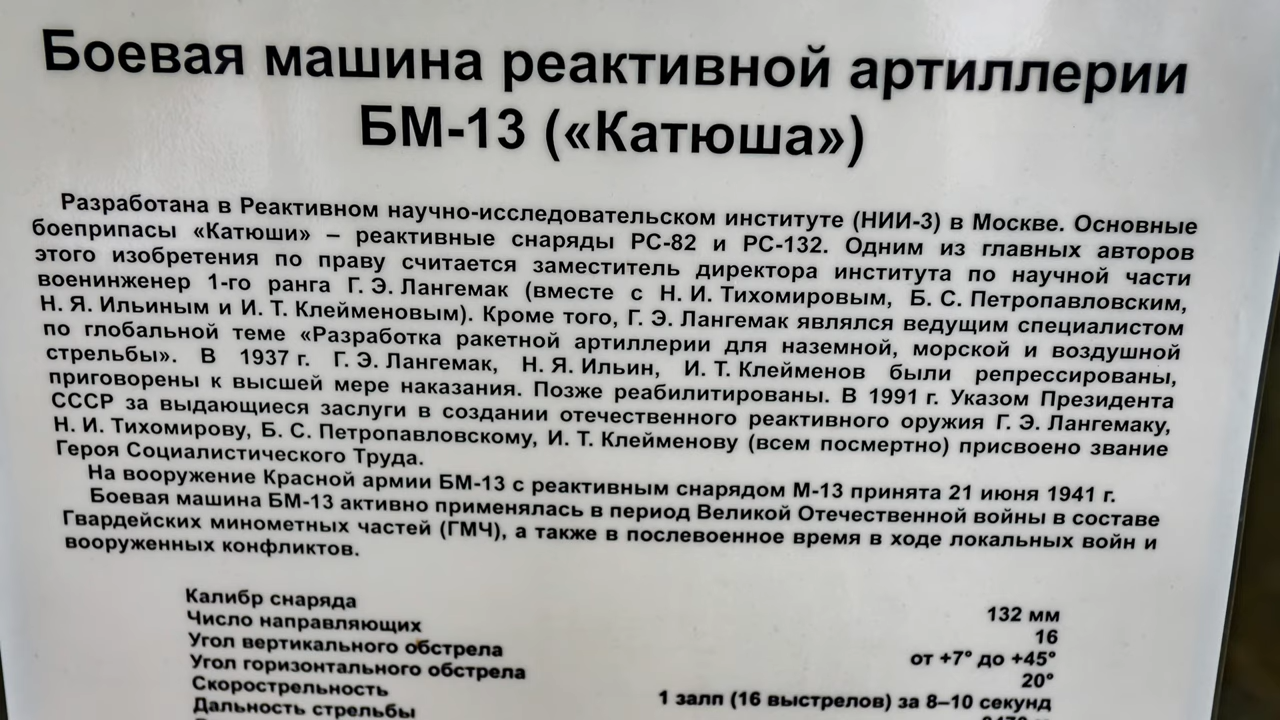 Боевая машина реактивной артиллерии
БМ-13 («Катюша»)
Разработана в Реактивном научно-исследовательском институте (НИИ-3) в Москве. Основные
боеприпасы «Катюши» – реактивные снаряды РС-82 и РС-132. Одним из главных авторов
этого изобретения по праву считается заместитель директора института по научной части
военинженер 1-го ранга Г. Э. Лангемак (вместе с Н. И. Тихомировым, Б. С. Петропавловским,
Н. Я. Ильиным и И. Т. Клейменовым). Кроме того, Г. Э. Лангемак являлся ведущим специалистом
по глобальной теме «Разработка ракетной артиллерии для наземной, морской и воздушной
стрельбы». В 1937 г. Г. Э. Лангемак, Н. Я. Ильин, И. Т. Клейменов были репрессированы,
приговорены к высшей мере наказания. Позже реабилитированы. В 1991 г. Указом Президента
СССР за выдающиеся заслуги в создании отечественного реактивного оружия Г. Э. Лангемаку,
Н. И. Тихомирову, Б. С. Петропавловскому, И. Т. Клейменову (всем посмертно) присвоено звание
Героя Социалистического Труда.
На вооружение Красной армии БМ-13 с реактивным снарядом М-13 принята 21 июня 1941 г.
Боевая машина БМ-13 активно применялась в период Великой Отечественной войны в составе
Гвардейских минометных частей (ГМЧ), а также в послевоенное время в ходе локальных войн и
вооруженных конфликтов.
Калибр снаряда 132 мм
Число направляющих 16
Угол вертикального обстрела от +7° до +45°
Угол горизонтального обстрела 20°
Скорострельность 1 залп (16 выстрелов) за 8–10 секунд
Дальность стрельбы